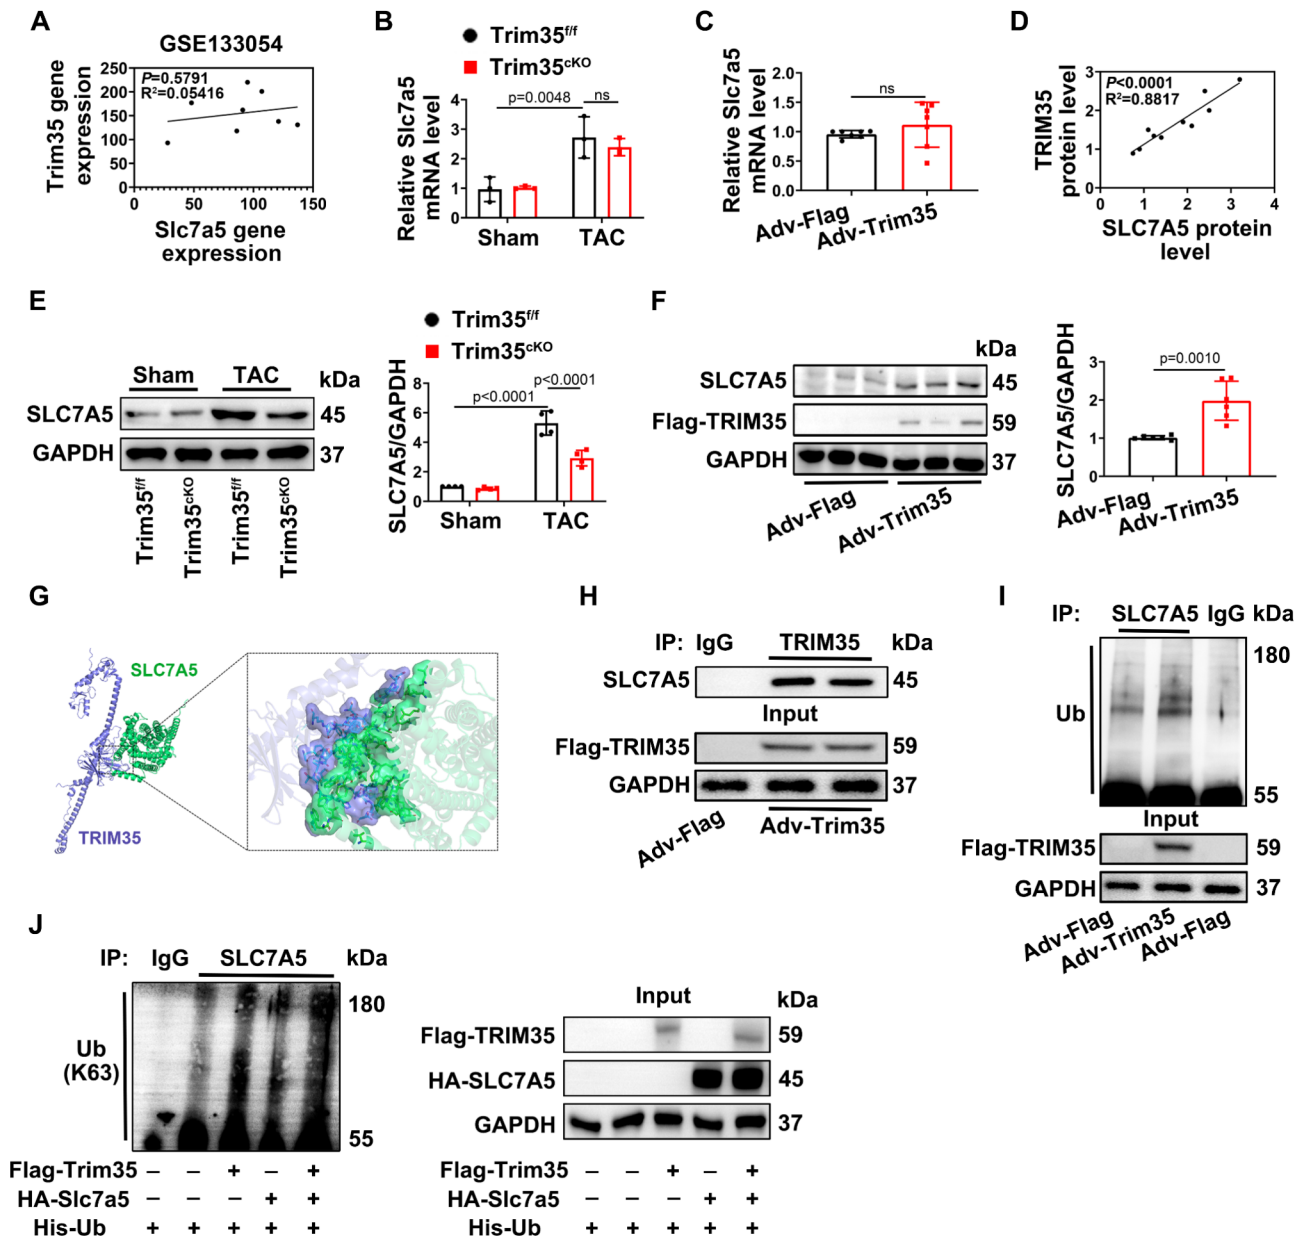 A
GSE133054
Trim35 gene
expression
250
200
150
100
50
0
P=0.5791
R²=0.05416
0
50
100
150
Slc7a5 gene
expression
B
Trim35f/f
Trim35cKO
Relative Slc7a5
mRNA level
4
3
2
1
0
p=0.0048
ns
Sham
TAC
C
Relative Slc7a5
mRNA level
2.0
1.5
1.0
0.5
0.0
ns
Adv-Flag
Adv-Trim35
D
TRIM35
protein level
3
2
1
0
P<0.0001
R²=0.8817
0
1
2
3
4
SLC7A5 protein
level
E
Sham
TAC
kDa
SLC7A5
45
GAPDH
37
Trim35f/f
Trim35cKO
Trim35f/f
Trim35cKO
Trim35f/f
Trim35cKO
SLC7A5/GAPDH
8
6
4
2
0
p<0.0001
p<0.0001
Sham
TAC
F
kDa
SLC7A5
45
Flag-TRIM35
59
GAPDH
37
Adv-Flag
Adv-Trim35
SLC7A5/GAPDH
3
2
1
0
p=0.0010
Adv-Flag
Adv-Trim35
G
SLC7A5
TRIM35
H
IP: IgG TRIM35 kDa
SLC7A5
45
Input
Flag-TRIM35
59
GAPDH
37
Adv-Flag
Adv-Trim35
I
IP: SLC7A5 IgG kDa
180
Ub
55
Input
Flag-TRIM35
59
GAPDH
37
Adv-Flag
Adv-Trim35
Adv-Flag
J
IP: IgG SLC7A5 kDa
180
Ub
(K63)
55
Flag-Trim35 − − + − +
HA-Slc7a5 − − − + +
His-Ub + + + + +
Input
kDa
Flag-TRIM35
59
HA-SLC7A5
45
GAPDH
37
Flag-Trim35 − − + − +
HA-Slc7a5 − − − + +
His-Ub + + + + +